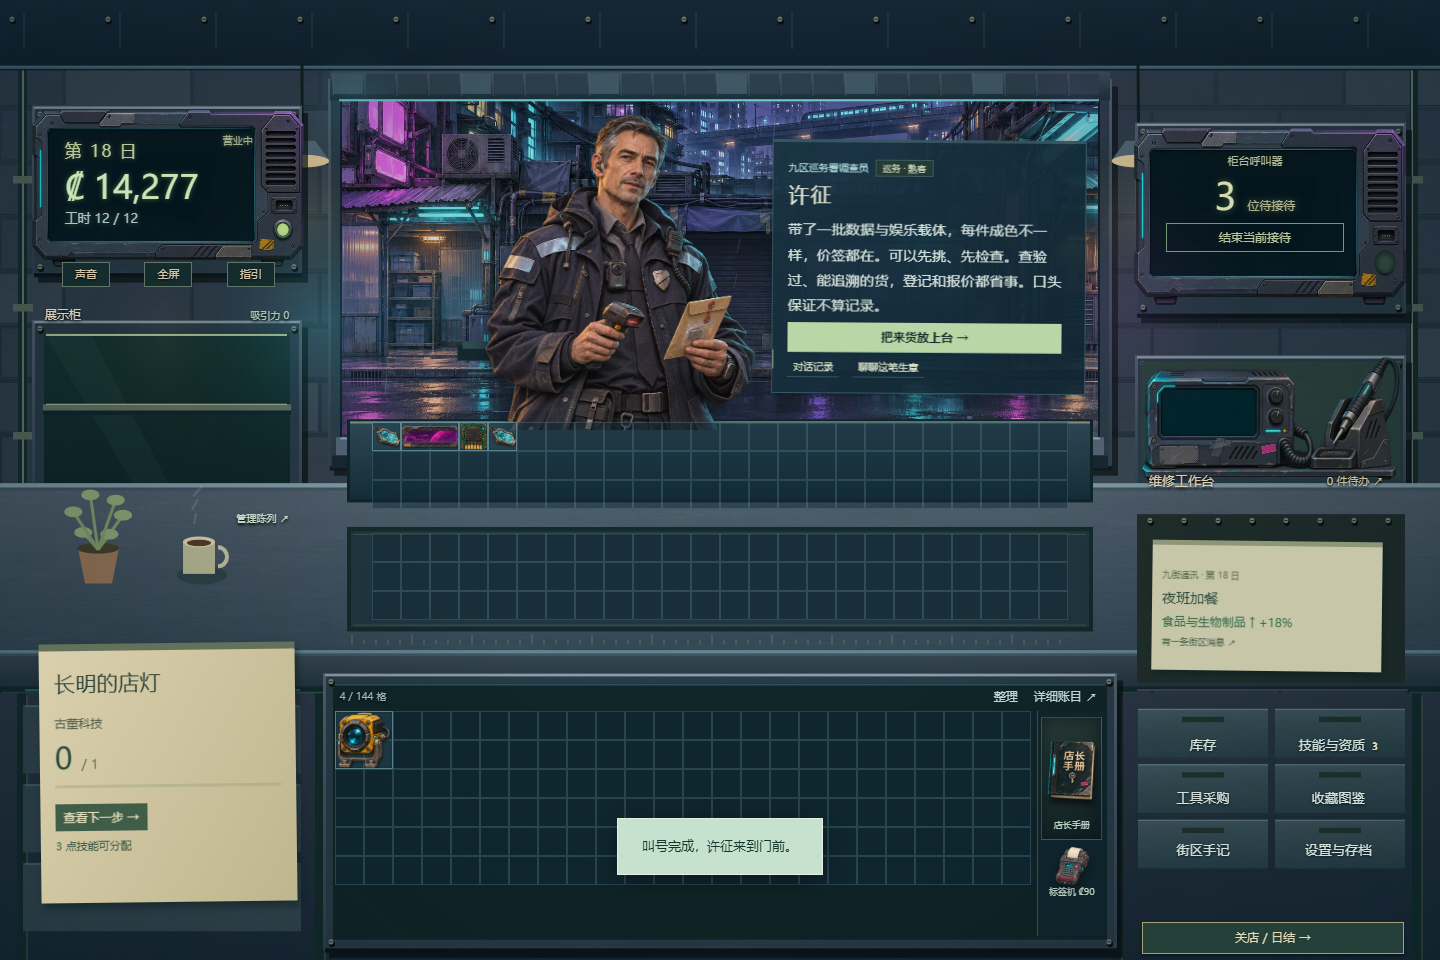 第 18 日
营业中
₡ 14,277
工时 12 / 12
声音
全屏
指引
展示柜
吸引力 0
管理陈列 ↗
九区巡务署调查员
巡务 · 熟客
许征
带了一批数据与娱乐载体，每件成色不一
样，价签都在。可以先挑、先检查。查验
过、能追溯的货，登记和报价都省事。口头
保证不算记录。
把来货放上台 →
对话记录
聊聊这笔生意
柜台呼叫器
3 位待接待
结束当前接待
维修工作台
0 件待办 ↗
九街通讯 · 第 18 日
夜班加餐
食品与生物制品 ↑ +18%
有一条街区消息 ↗
长明的店灯
古董科技
0 / 1
查看下一步 →
3 点技能可分配
4 / 144 格
整理
详细账目 ↗
店长
手册
店长手册
标签机 ₡90
叫号完成，许征来到门前。
库存
技能与资质 3
工具采购
收藏图鉴
街区手记
设置与存档
关店 / 日结 →